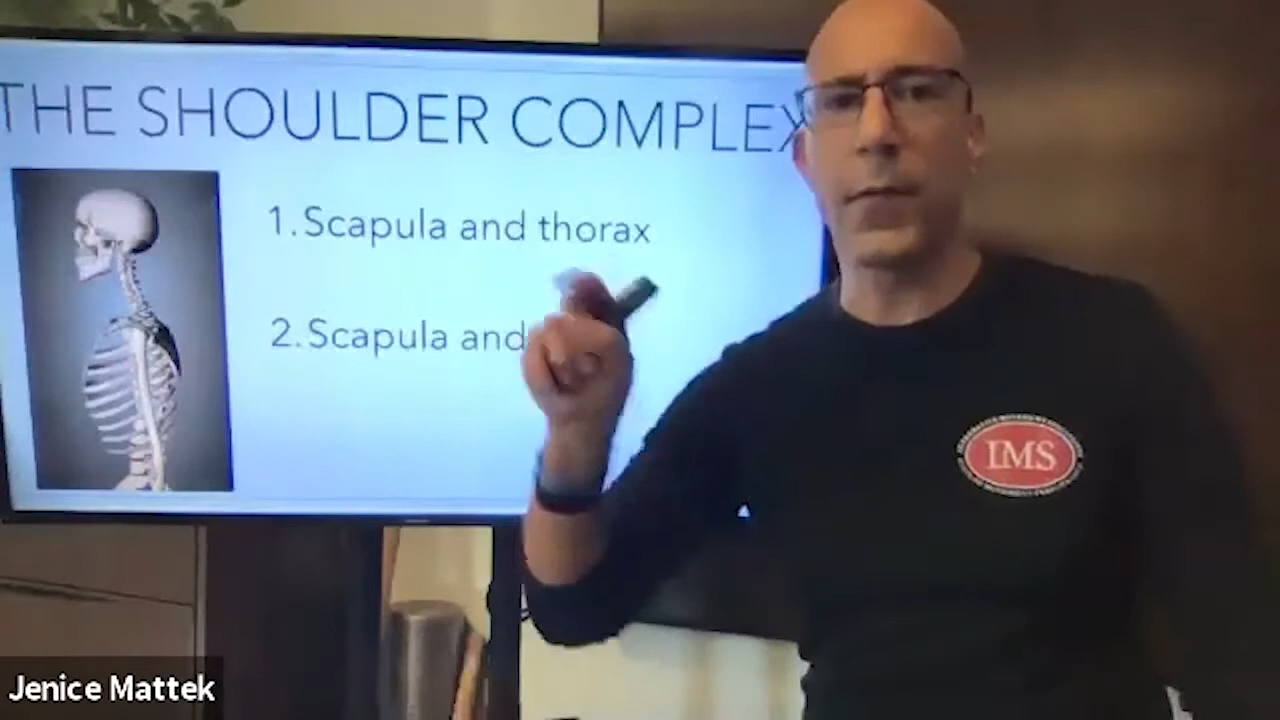 THE SHOULDER COMPLEX
1. Scapula and thorax
2. Scapula and
IMS
Jenice Mattek